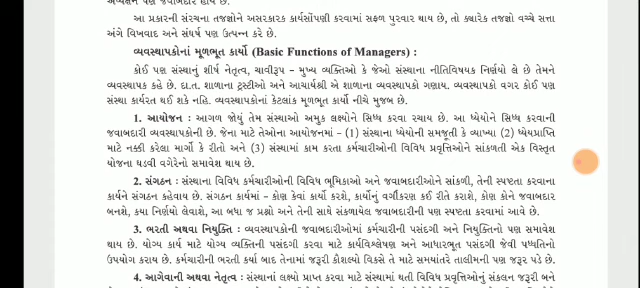 અધ્યક્ષને પણ જવાબદાર હોય છે.
આ પ્રકારની સંરચના તજજ્ઞોને અસરકારક કાર્યસોંપણી કરવામાં સફળ પુરવાર થાય છે, તો ક્યારેક તજજ્ઞો વચ્ચે સત્તા
અંગે વિખવાદ અને સંઘર્ષ પણ ઉત્પન્ન કરે છે.
વ્યવસ્થાપકોનાં મૂળભૂત કાર્યો (Basic Functions of Managers) :
કોઈ પણ સંસ્થાનું શીર્ષ નેતૃત્વ, ચાવીરૂપ – મુખ્ય વ્યક્તિઓ કે જેઓ સંસ્થાના નીતિવિષયક નિર્ણયો લે છે તેમને
વ્યવસ્થાપક કહે છે. દા.ત. શાળાના ટ્રસ્ટીઓ અને આચાર્યશ્રી એ શાળાના વ્યવસ્થાપકો ગણાય. વ્યવસ્થાપકો વગર કોઈ પણ
સંસ્થા કાર્યરત થઈ શકે નહિ. વ્યવસ્થાપકોનાં કેટલાંક મૂળભૂત કાર્યો નીચે મુજબ છે.
1. આયોજન : આગળ જોયું તેમ સંસ્થાઓ અમુક લક્ષ્યોને સિધ્ધ કરવા રચાય છે. આ ધ્યેયોને સિધ્ધ કરવાની
જવાબદારી વ્યવસ્થાપકોની છે. જેના માટે તેઓના આયોજનમાં – (1) સંસ્થાના ધ્યેયોની સમજૂતી કે વ્યાખ્યા (2) ધ્યેયપ્રાપ્તિ
માટે નક્કી કરેલા માર્ગો કે રીતો અને (3) સંસ્થામાં કામ કરતા કર્મચારીઓની વિવિધ પ્રવૃત્તિઓને સાંકળતી એક વિસ્તૃત
યોજના ઘડવી વગેરેનો સમાવેશ થાય છે.
2. સંગઠન : સંસ્થાના વિવિધ કર્મચારીઓની વિવિધ ભૂમિકાઓ અને જવાબદારીઓને સાંકળી, તેની સ્પષ્ટતા કરવાના
કાર્યને સંગઠન કહેવાય છે. સંગઠન કાર્યમાં – કોણ કેવાં કાર્યો કરશે, કાર્યોનું વર્ગીકરણ કઈ રીતે કરાશે, કોણ કોને જવાબદાર
બનશે, કયા નિર્ણયો લેવાશે, આ બધા જ પ્રશ્નો અને તેની સાથે સંકળાયેલ જવાબદારીની પણ સ્પષ્ટતા કરવામાં આવે છે.
3. ભરતી અથવા નિયુક્તિ : વ્યવસ્થાપકોની જવાબદારીઓમાં કર્મચારીની પસંદગી અને નિયુક્તિનો પણ સમાવેશ
થાય છે. યોગ્ય કાર્ય માટે યોગ્ય વ્યક્તિની પસંદગી કરવા માટે કાર્યવિશ્લેષણ અને આધારભૂત પસંદગી જેવી પધ્ધતિનો
ઉપયોગ કરાય છે. કર્મચારીની ભરતી કર્યા બાદ તેનામાં જરૂરી કૌશલ્યો વિકસે તે માટે સમયાંતરે તાલીમની પણ જરૂર પડે છે.
4. આગેવાની અથવા નેતૃત્વ : સંસ્થાનાં લક્ષ્યો પ્રાપ્ત કરવા માટે સંસ્થામાં થતી વિવિધ પ્રવૃત્તિઓનું સંકલન જરૂરી બને